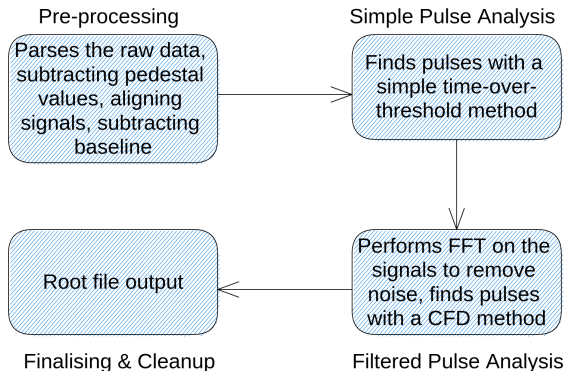 Pre-processing
Parses the raw data,
subtracting pedestal
values, aligning
signals, subtracting
baseline
Simple Pulse Analysis
Finds pulses with a
simple time-over-
threshold method
Performs FFT on the
signals to remove
noise, finds pulses
with a CFD method
Filtered Pulse Analysis
Root file output
Finalising & Cleanup